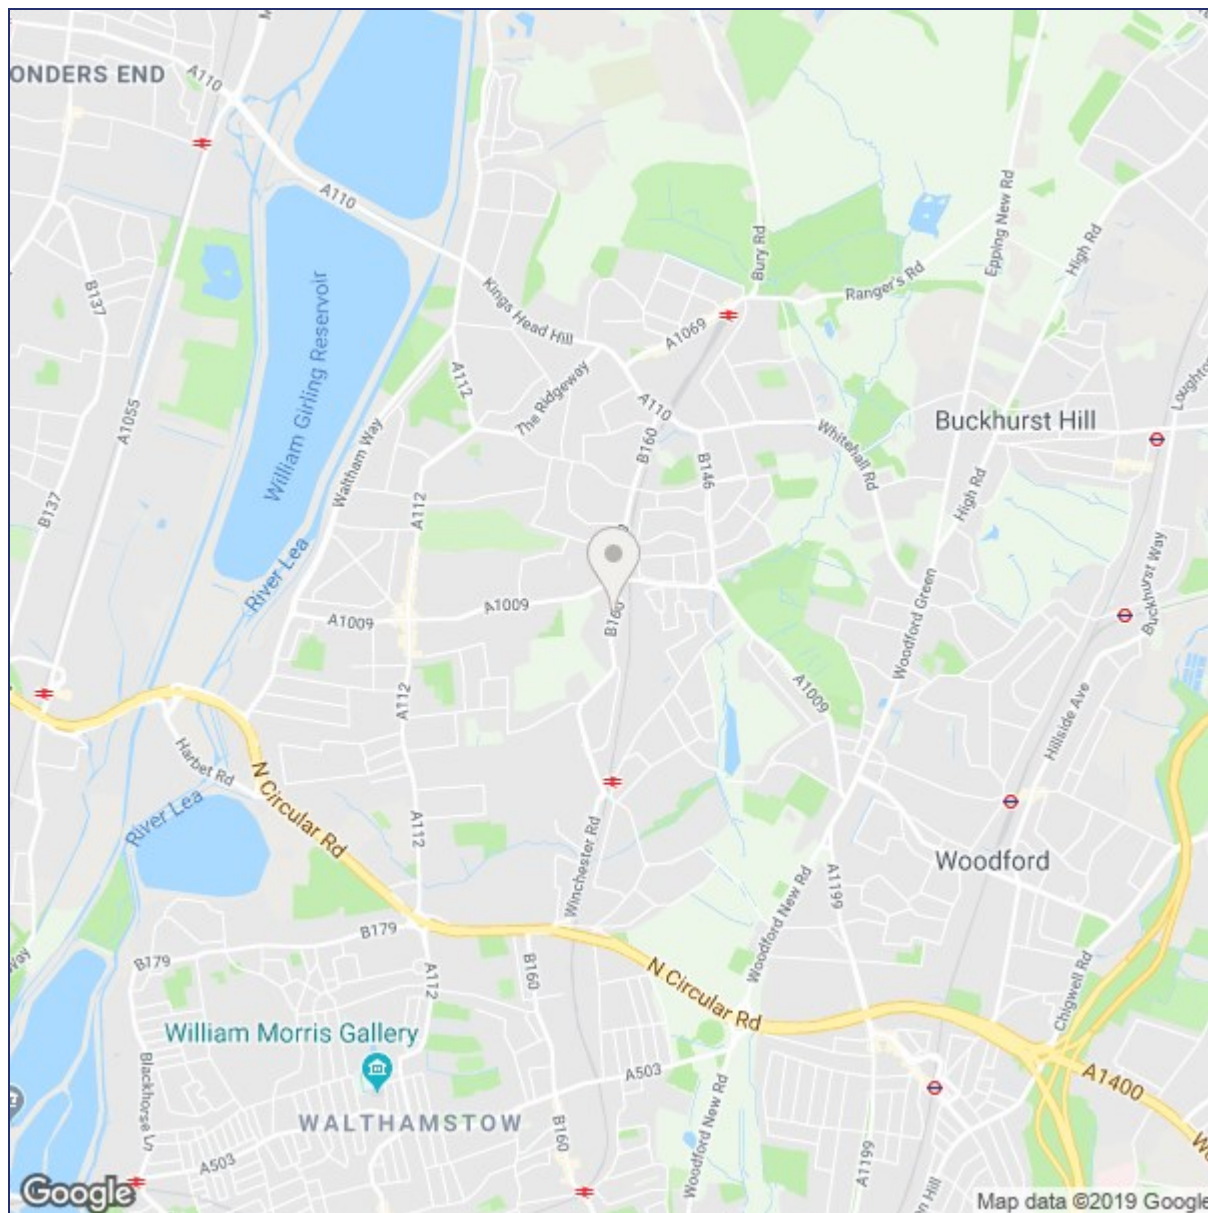 ONDERS END
A110
A110
B137
A1055
William Girling Reservoir
Kings Head Hill
Bury Rd
Ranger's Rd
Epping New Rd
High Rd
A1069
A112
The Ridgeway
A110
B160
Whitehall Rd
Buckhurst Hill
Waltham Way
B146
High Rd
B137
A112
River Lea
Buckhurst Way
A1009
A1009
B160
Woodford Green
A112
A1009
Hillside Ave
Harbet Rd
N Circular Rd
River Lea
A112
Winchester Rd
Woodford
A1199
Woodford New Rd
B179
B179
A112
B160
N Circular Rd
Chigwell Rd
William Morris Gallery
A503
A1400
WALTHAMSTOW
B160
Woodford New Rd
A1199
A503
Google
Map data ©2019 Google